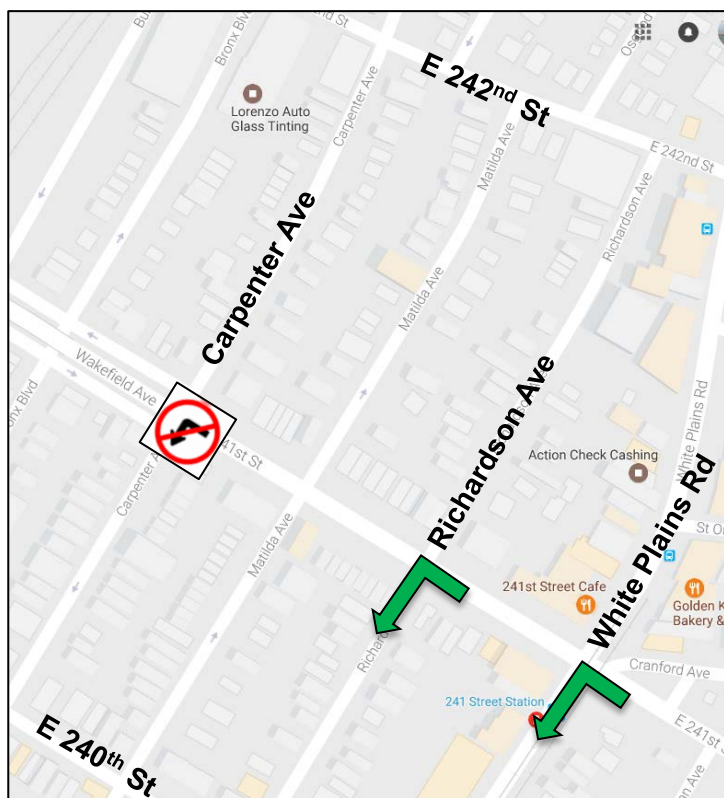 Bronx Blvd
E 242nd St
Lorenzo Auto
Glass Tinting
Carpenter Ave
Matilda Ave
E 242nd St
Richardson Ave
Carpenter Ave
Matilda Ave
Wakefield Ave
Richardson Ave
White Plains Rd
Action Check Cashing
White Plains Rd
41st St
Carpenter A
Matilda Ave
St O
241st Street Cafe
Golden K
Bakery &
Richard
Cranford Ave
241 Street Station
E 241st S
E 240th St